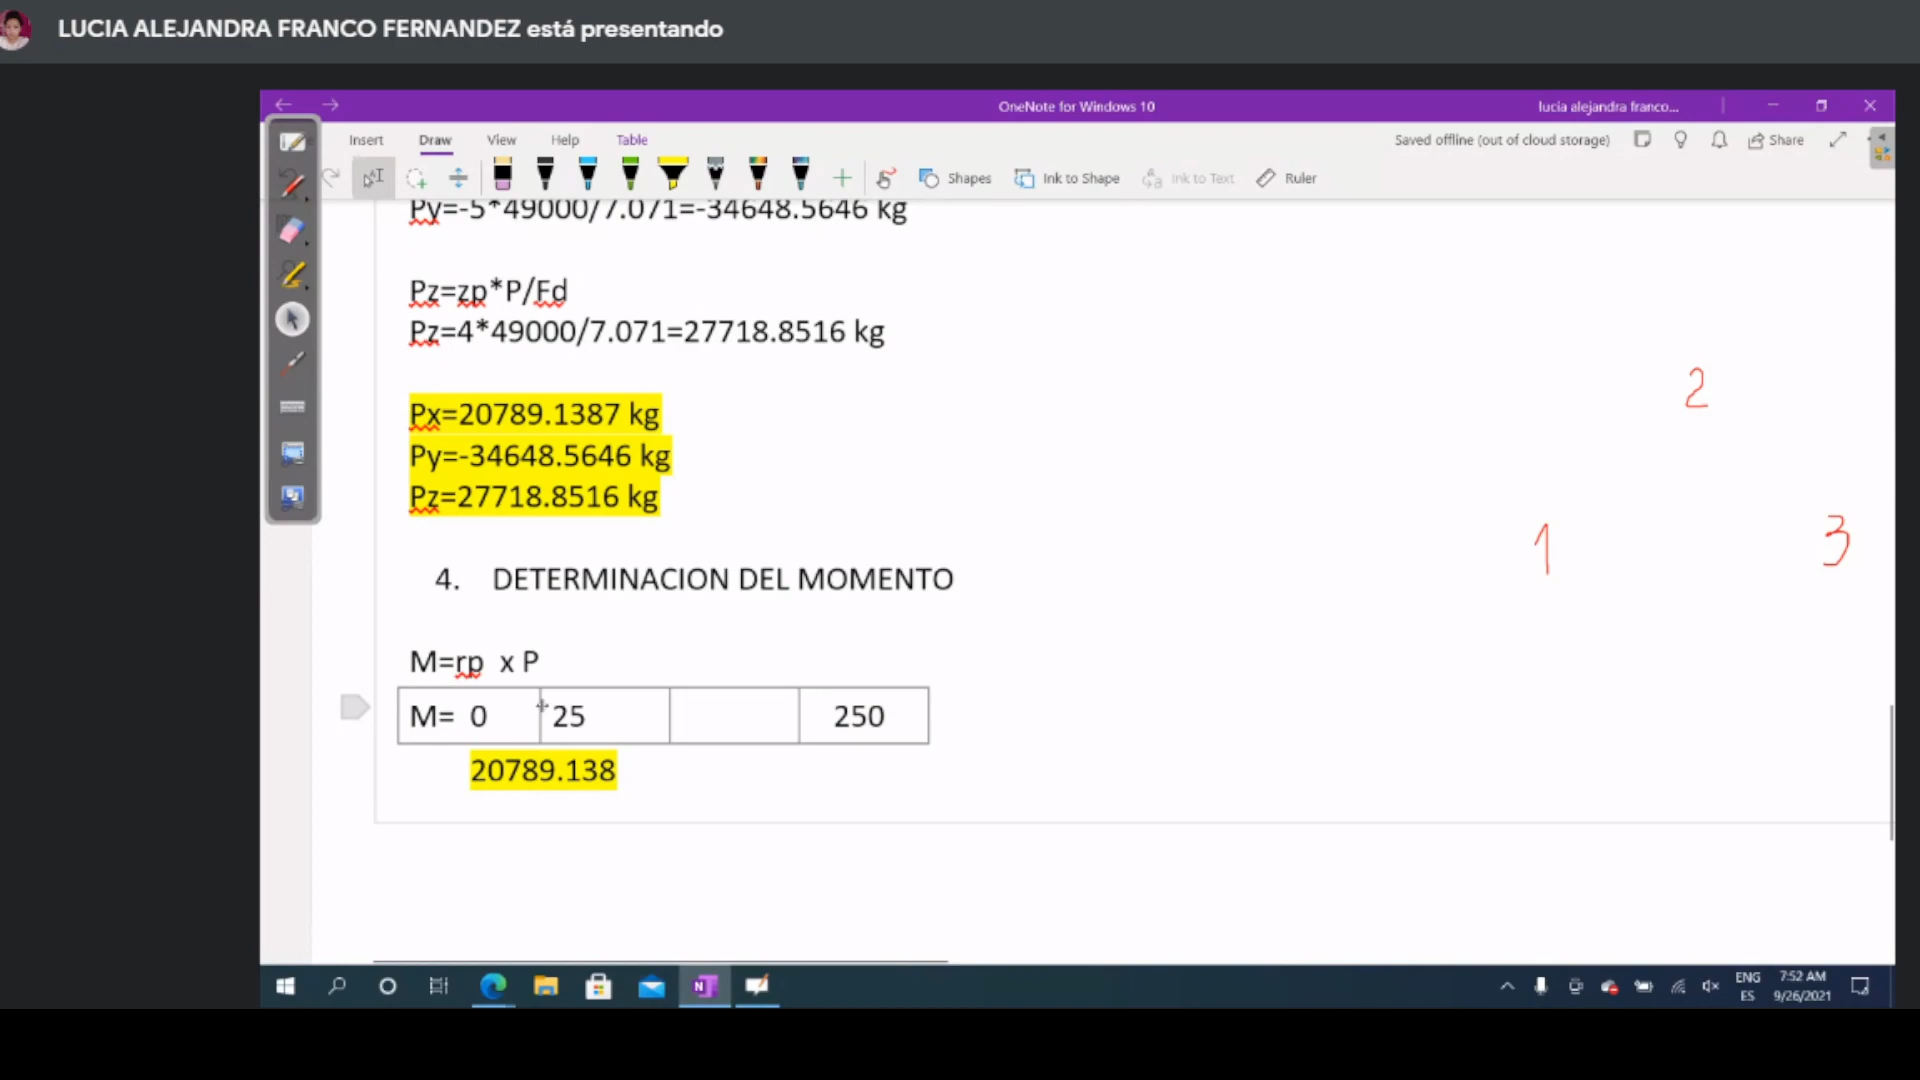 LUCIA ALEJANDRA FRANCO FERNANDEZ está presentando
OneNote for Windows 10
lucia alejandra franco...
Insert Draw View Help Table
Saved offline (out of cloud storage)
Share
Shapes Ink to Shape Ink to Text Ruler
Py=-5*49000/7.071=-34648.5646 kg
Pz=zp*P/Fd
Pz=4*49000/7.071=27718.8516 kg
2
Px=20789.1387 kg
Py=-34648.5646 kg
Pz=27718.8516 kg
1 3
4. DETERMINACION DEL MOMENTO
M=rp x P
M= 0 25 250
20789.138
ENG
ES
7:52 AM
9/26/2021